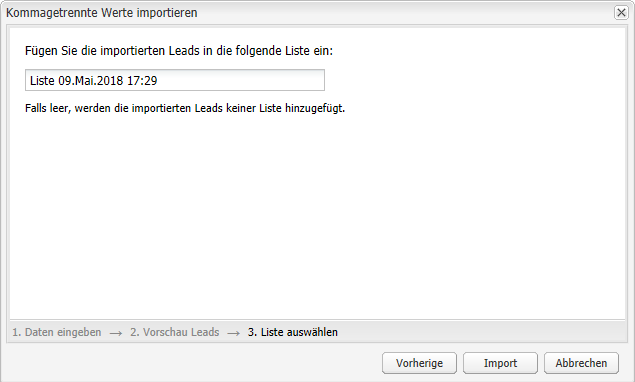 Kommagetrennte Werte importieren
Fügen Sie die importierten Leads in die folgende Liste ein:
Liste 09.Mai.2018 17:29
Falls leer, werden die importierten Leads keiner Liste hinzugefügt.
1. Daten eingeben → 2. Vorschau Leads → 3. Liste auswählen
Vorherige Import Abbrechen